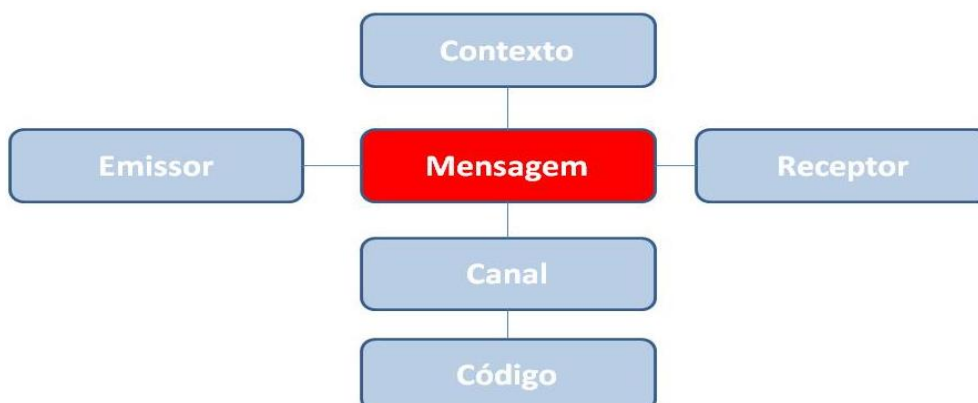 Contexto
Emissor
Mensagem
Receptor
Canal
Código